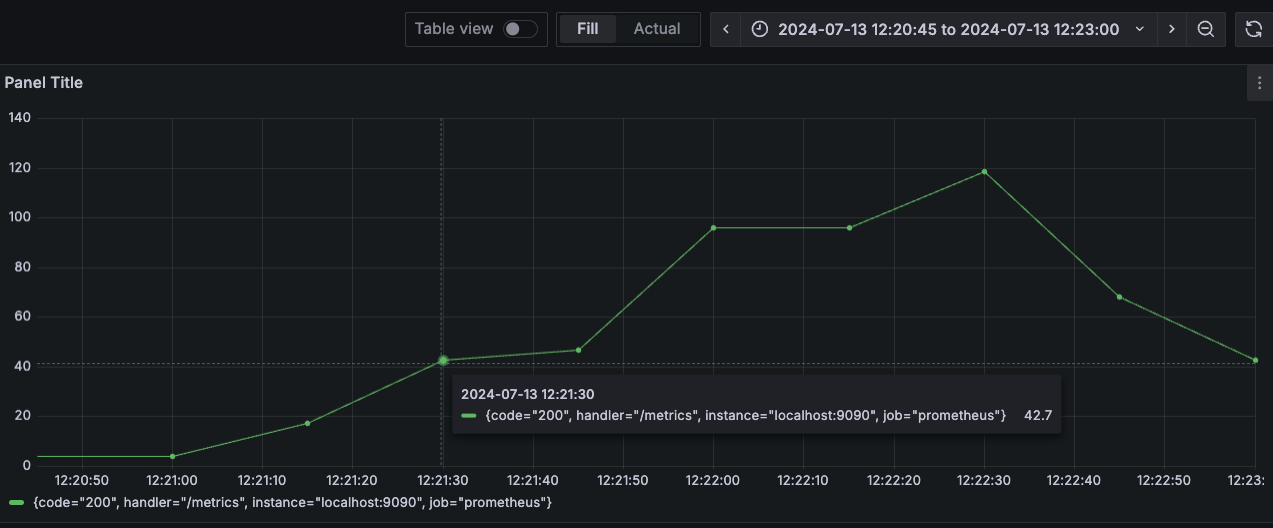 Table view Fill Actual 2024-07-13 12:20:45 to 2024-07-13 12:23:00
Panel Title
140
120
100
80
60
40
20
0
2024-07-13 12:21:30
{code="200", handler="/metrics", instance="localhost:9090", job="prometheus"} 42.7
12:20:50 12:21:00 12:21:10 12:21:20 12:21:30 12:21:40 12:21:50 12:22:00 12:22:10 12:22:20 12:22:30 12:22:40 12:22:50 12:23:
{code="200", handler="/metrics", instance="localhost:9090", job="prometheus"}